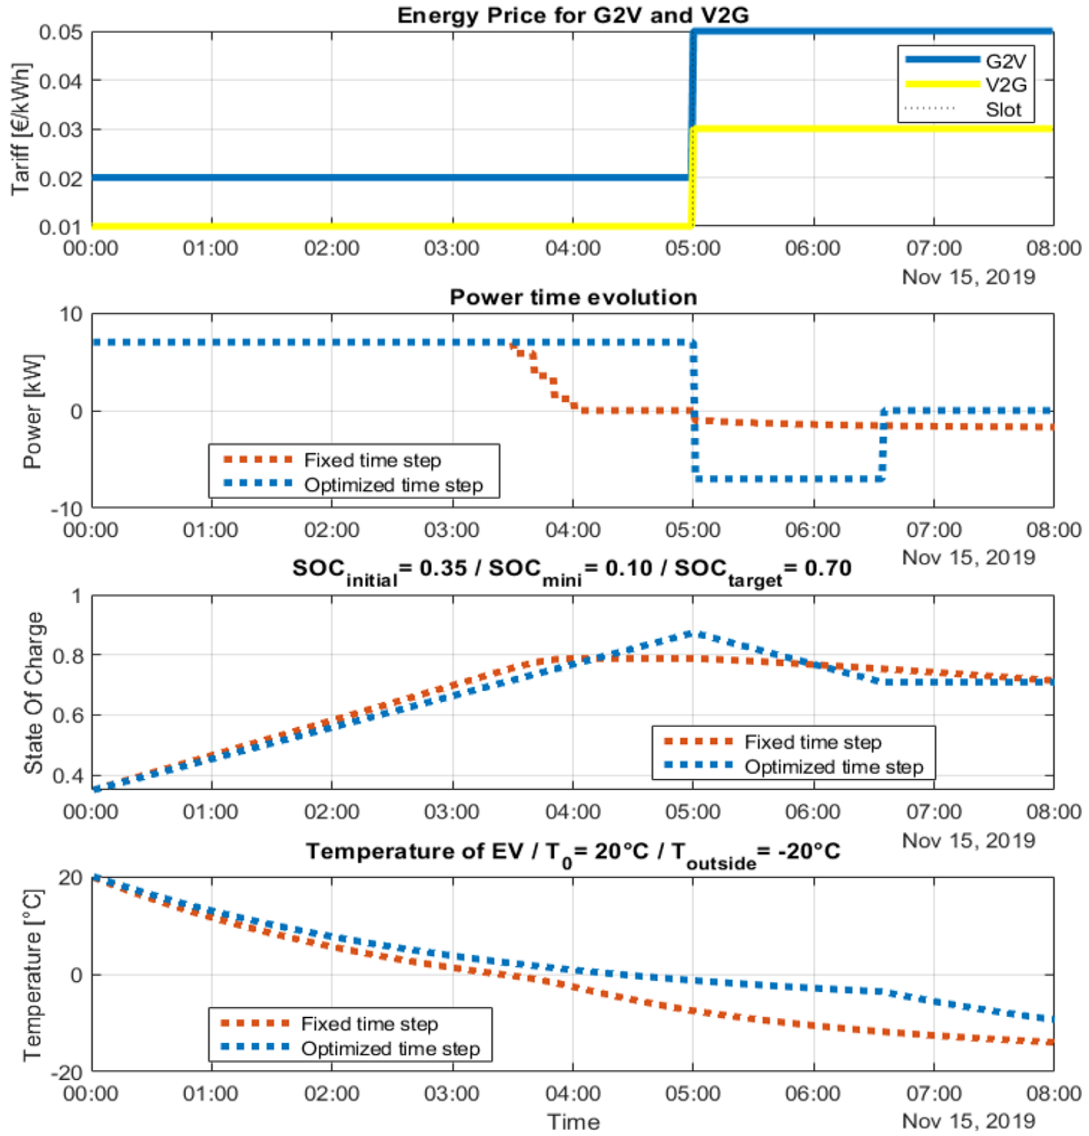 Energy Price for G2V and V2G
Tariff [€/kWh]
0.05
0.04
0.03
0.02
0.01
G2V
V2G
Slot
00:00 01:00 02:00 03:00 04:00 05:00 06:00 07:00 08:00
Nov 15, 2019
Power time evolution
Power [kW]
10
0
-10
Fixed time step
Optimized time step
00:00 01:00 02:00 03:00 04:00 05:00 06:00 07:00 08:00
Nov 15, 2019
SOCinitial= 0.35 / SOCmini= 0.10 / SOCtarget= 0.70
State Of Charge
1
0.8
0.6
0.4
Fixed time step
Optimized time step
00:00 01:00 02:00 03:00 04:00 05:00 06:00 07:00 08:00
Nov 15, 2019
Temperature of EV / T0= 20°C / Toutside= -20°C
Temperature [°C]
20
0
-20
Fixed time step
Optimized time step
00:00 01:00 02:00 03:00 04:00 05:00 06:00 07:00 08:00
Time
Nov 15, 2019